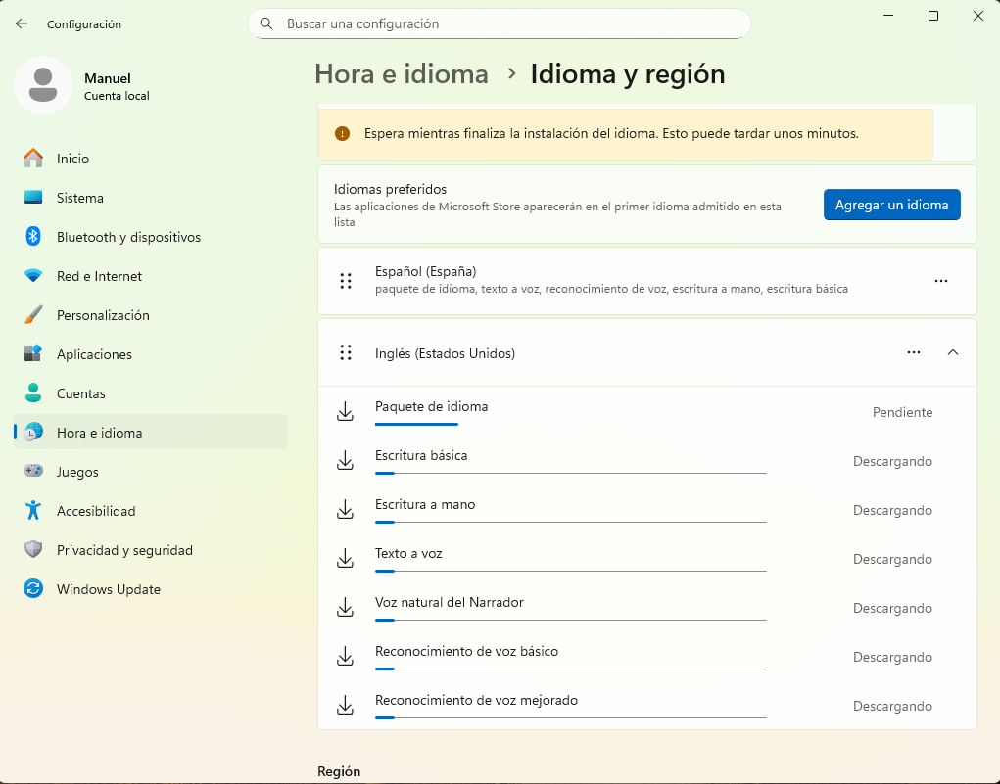 Configuración
Buscar una configuración
Manuel
Cuenta local
Inicio
Sistema
Bluetooth y dispositivos
Red e Internet
Personalización
Aplicaciones
Cuentas
Hora e idioma
Juegos
Accesibilidad
Privacidad y seguridad
Windows Update
Hora e idioma › Idioma y región
Espera mientras finaliza la instalación del idioma. Esto puede tardar unos minutos.
Idiomas preferidos
Las aplicaciones de Microsoft Store aparecerán en el primer idioma admitido en esta
lista
Agregar un idioma
Español (España)
paquete de idioma, texto a voz, reconocimiento de voz, escritura a mano, escritura básica
Inglés (Estados Unidos)
Paquete de idioma Pendiente
Escritura básica Descargando
Escritura a mano Descargando
Texto a voz Descargando
Voz natural del Narrador Descargando
Reconocimiento de voz básico Descargando
Reconocimiento de voz mejorado Descargando
Región